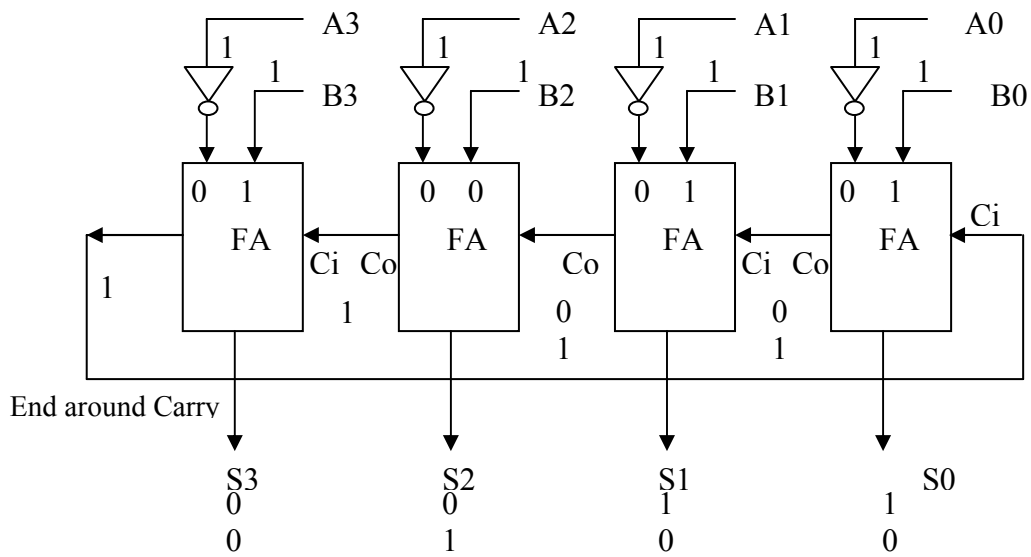 A3 A2 A1 A0
1 1 1 1
1 1 1 1
B3 B2 B1 B0
0 1 0 0 0 1 0 1
Ci
FA FA FA FA
Ci Co Co Ci Co
1
1 0 0
1 1
End around Carry
S3 S2 S1 S0
0 0 1 1
0 1 0 0